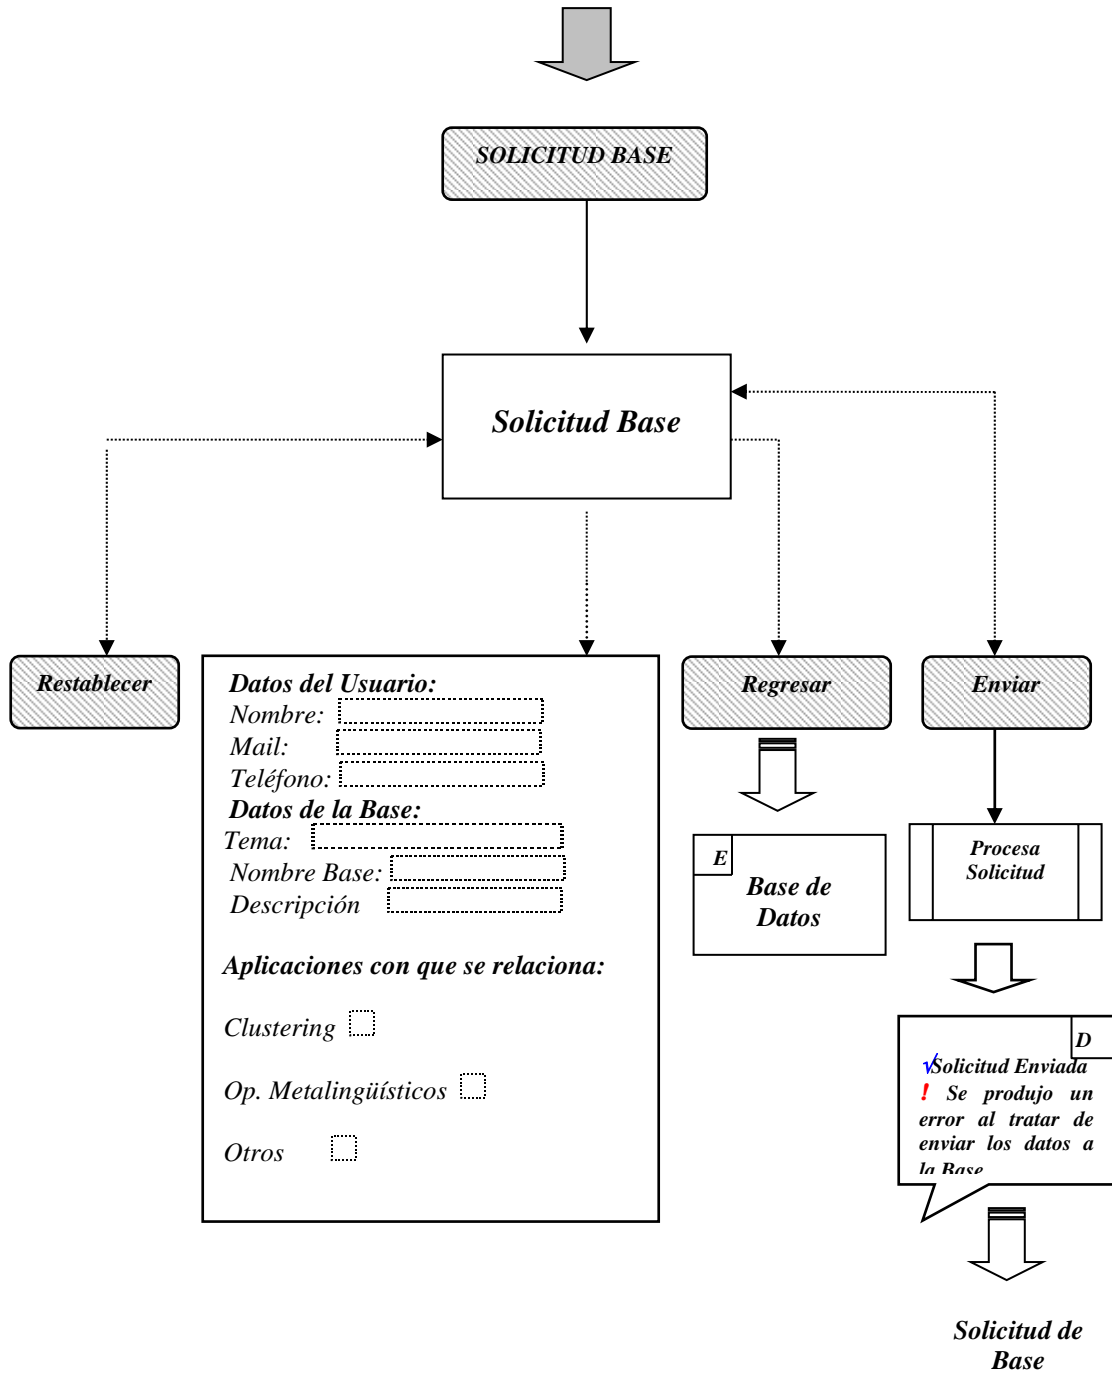 SOLICITUD BASE
Solicitud Base
Restablecer
Datos del Usuario:
Nombre:
Mail:
Teléfono:
Datos de la Base:
Tema:
Nombre Base:
Descripción
Aplicaciones con que se relaciona:
Clustering
Op. Metalingüísticos
Otros
Regresar
E
Base de
Datos
Enviar
Procesa
Solicitud
D
√Solicitud Enviada
! Se produjo un
error al tratar de
enviar los datos a
la Base
Solicitud de
Base